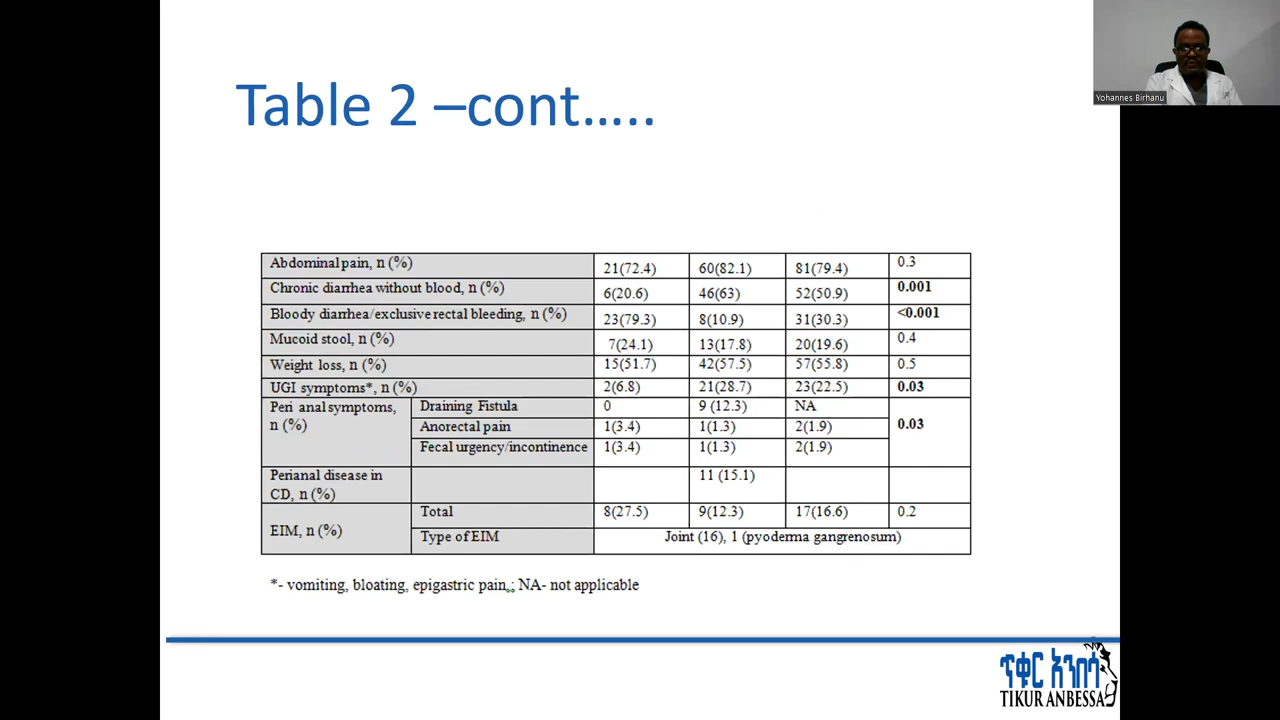 Yohannes Birhanu
Table 2 –cont.….
Abdominal pain, n (%) 21(72.4) 60(82.1) 81(79.4) 0.3
Chronic diarrhea without blood, n (%) 6(20.6) 46(63) 52(50.9) 0.001
Bloody diarrhea/exclusive rectal bleeding, n (%) 23(79.3) 8(10.9) 31(30.3) <0.001
Mucoid stool, n (%) 7(24.1) 13(17.8) 20(19.6) 0.4
Weight loss, n (%) 15(51.7) 42(57.5) 57(55.8) 0.5
UGI symptoms*, n (%) 2(6.8) 21(28.7) 23(22.5) 0.03
Peri anal symptoms, Draining Fistula 0 9 (12.3) NA
n (%) Anorectal pain 1(3.4) 1(1.3) 2(1.9) 0.03
Fecal urgency/incontinence 1(3.4) 1(1.3) 2(1.9)
Perianal disease in 11 (15.1)
CD, n (%)
EIM, n (%) Total 8(27.5) 9(12.3) 17(16.6) 0.2
Type of EIM Joint (16), 1 (pyoderma gangrenosum)
*- vomiting, bloating, epigastric pain,; NA- not applicable
ጥቁር አንበሳ
TIKUR ANBESSA